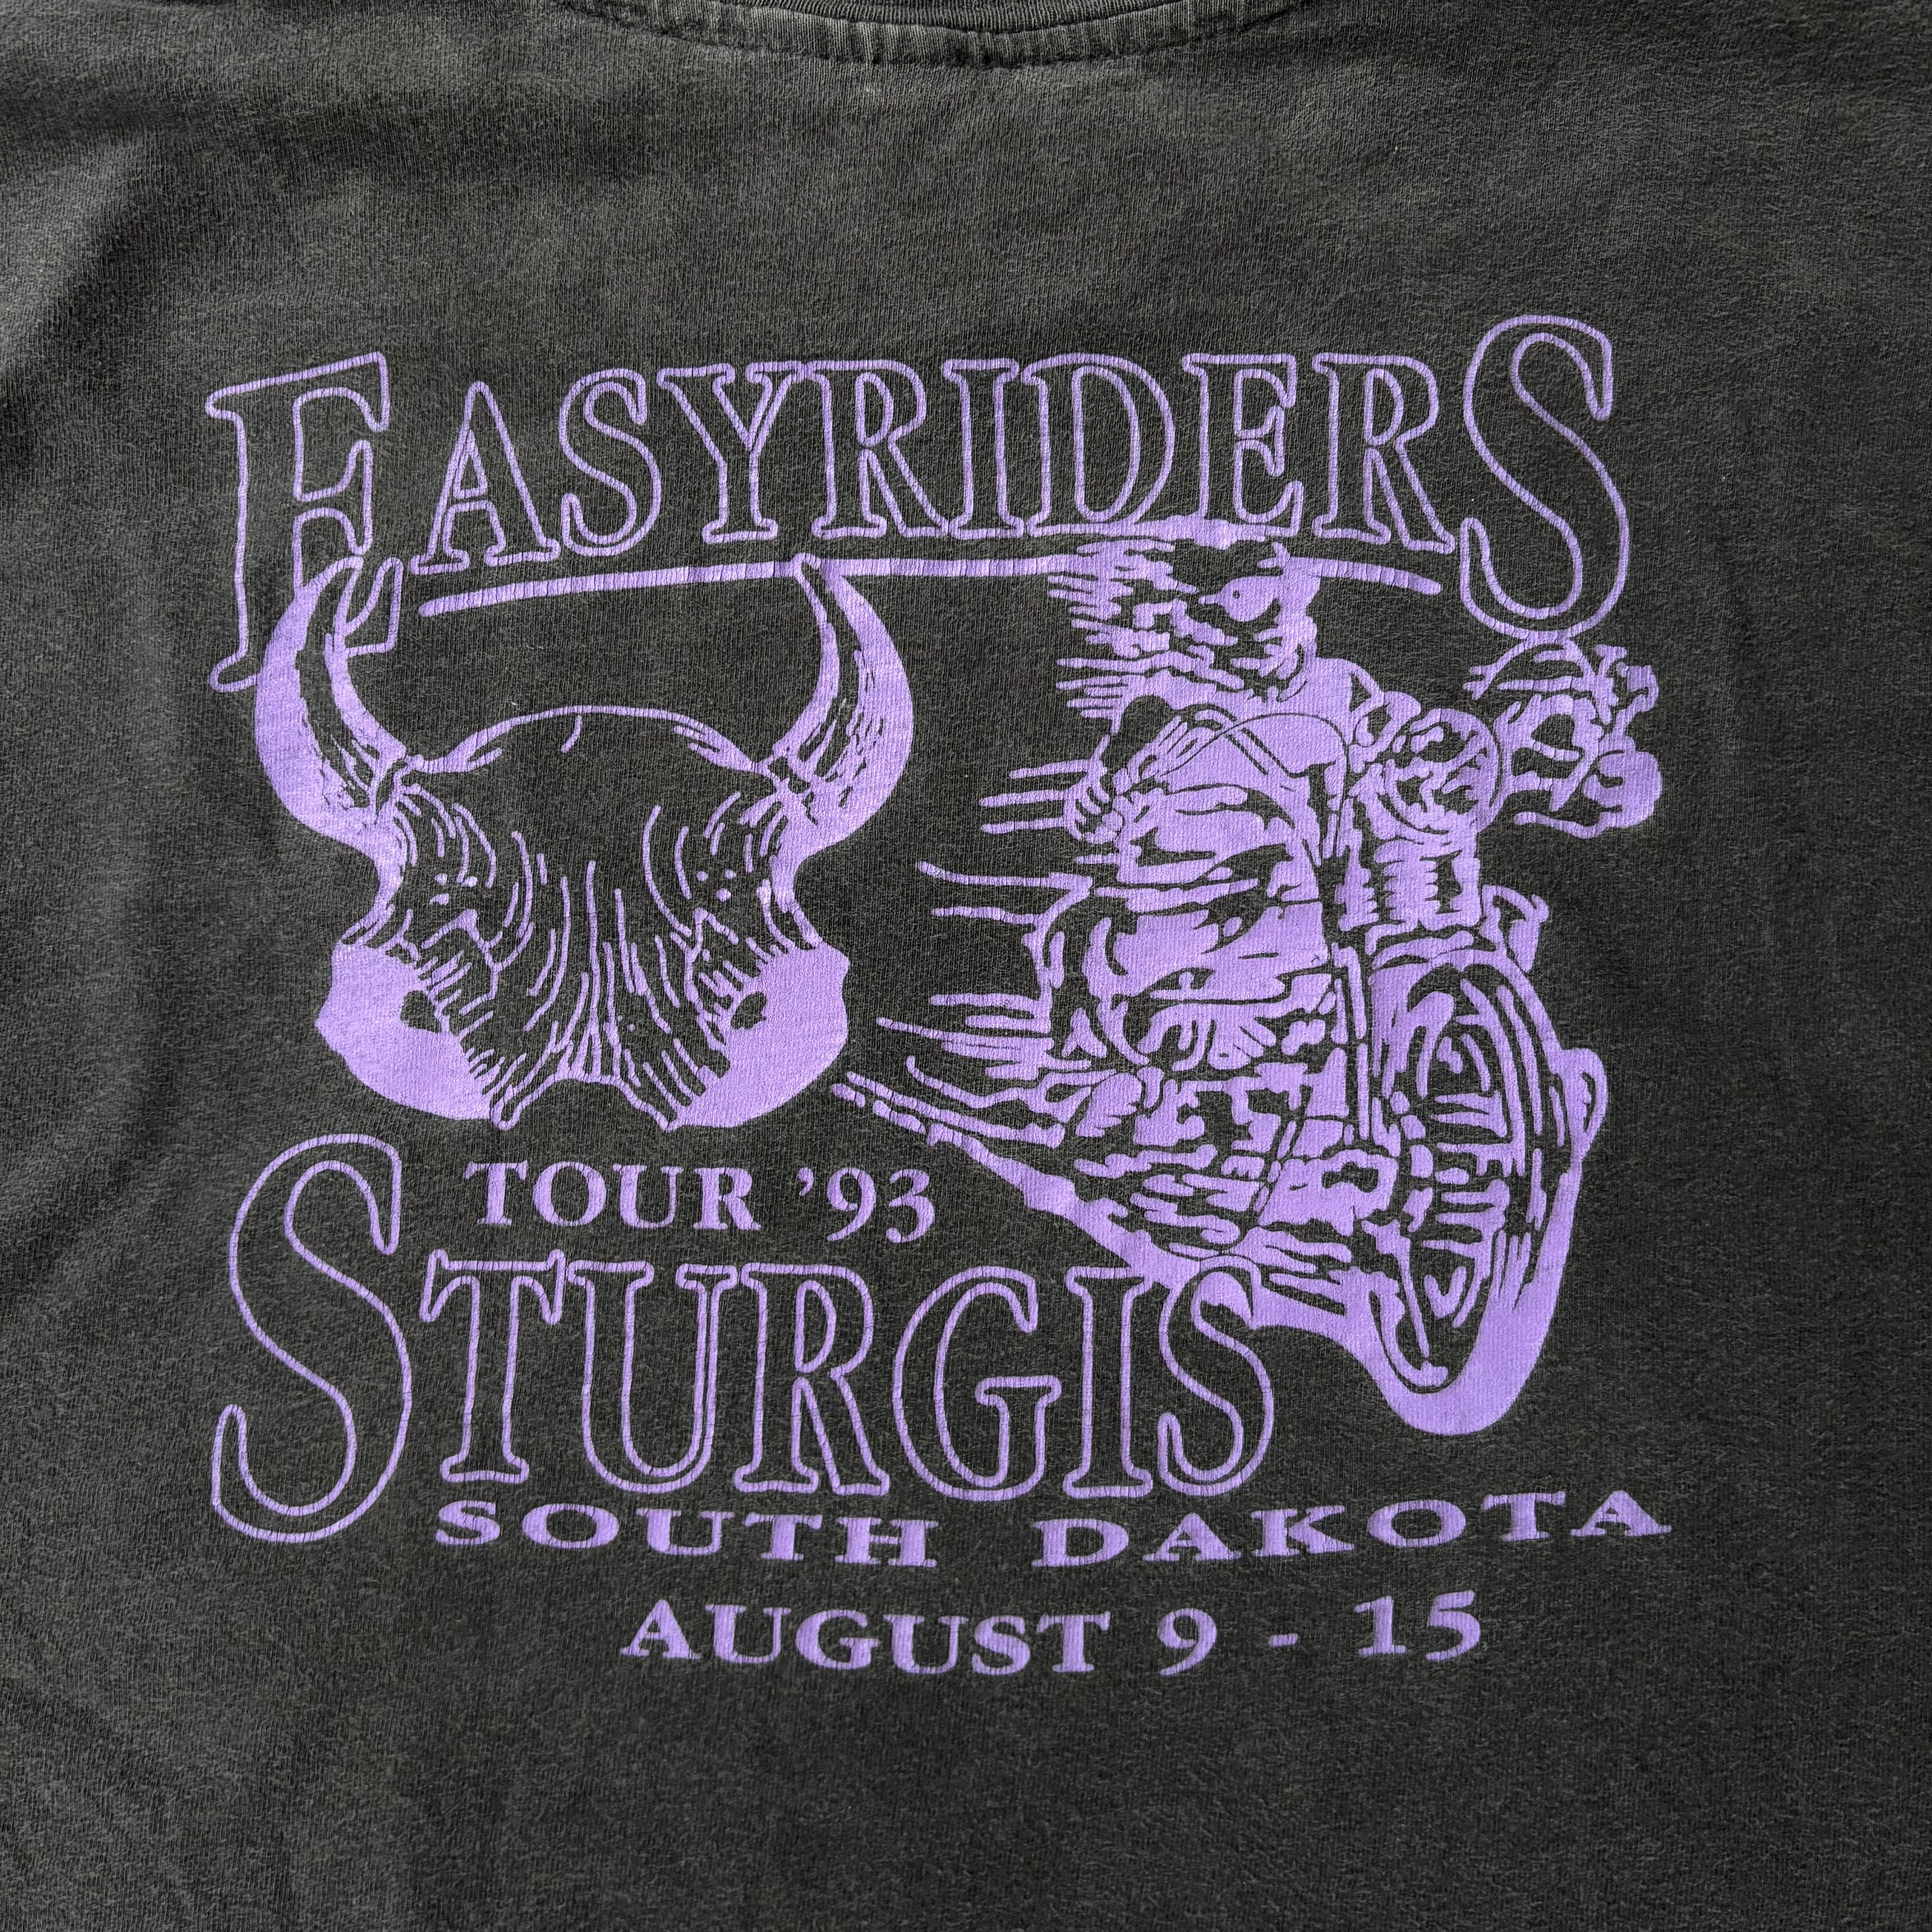 EASYRIDERS
TOUR '93
STURGIS
SOUTH DAKOTA
AUGUST 9 - 15